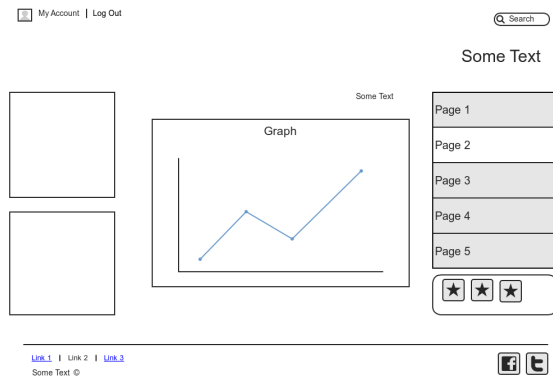 My Account | Log Out
Search
Some Text
Some Text
Graph
Page 1
Page 2
Page 3
Page 4
Page 5
Link 1 | Link 2 | Link 3
Some Text ©